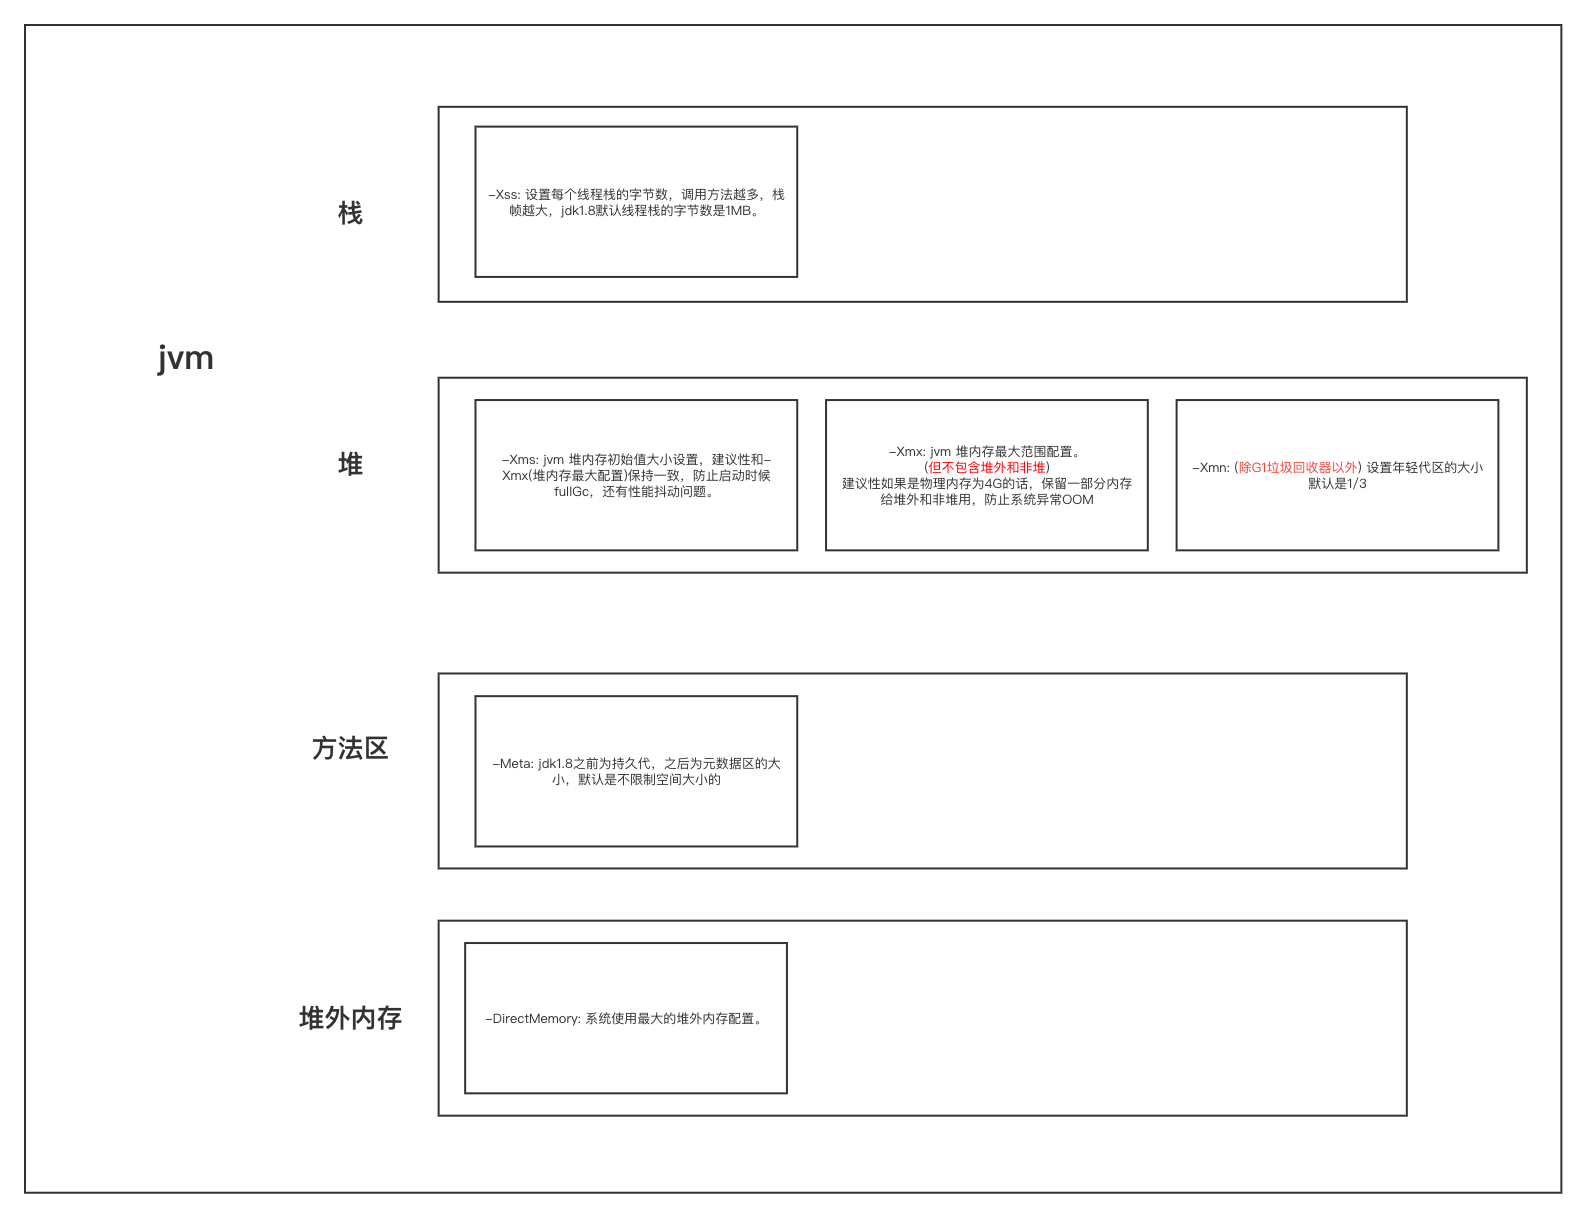 栈
–Xss: 设置每个线程栈的字节数，调用方法越多，栈
帧越大，jdk1.8默认线程栈的字节数是1MB。
jvm
堆
–Xms: jvm 堆内存初始值大小设置，建议性和–
Xmx(堆内存最大配置)保持一致，防止启动时候
fullGc，还有性能抖动问题。
–Xmx: jvm 堆内存最大范围配置。
(但不包含堆外和非堆)
建议性如果是物理内存为4G的话，保留一部分内存
给堆外和非堆用，防止系统异常OOM
–Xmn: (除G1垃圾回收器以外) 设置年轻代区的大小
默认是1/3
方法区
–Meta: jdk1.8之前为持久代，之后为元数据区的大
小，默认是不限制空间大小的
堆外内存
–DirectMemory: 系统使用最大的堆外内存配置。